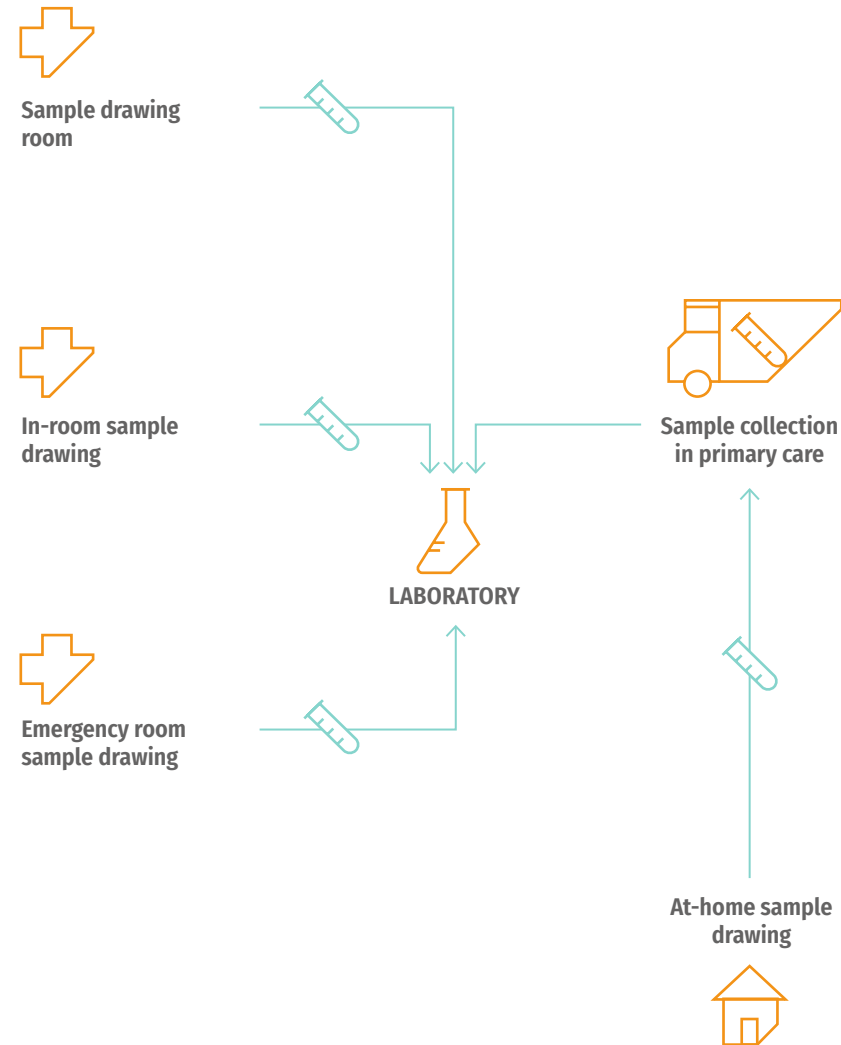 Sample drawing
room
In-room sample
drawing
Sample collection
in primary care
LABORATORY
Emergency room
sample drawing
At-home sample
drawing